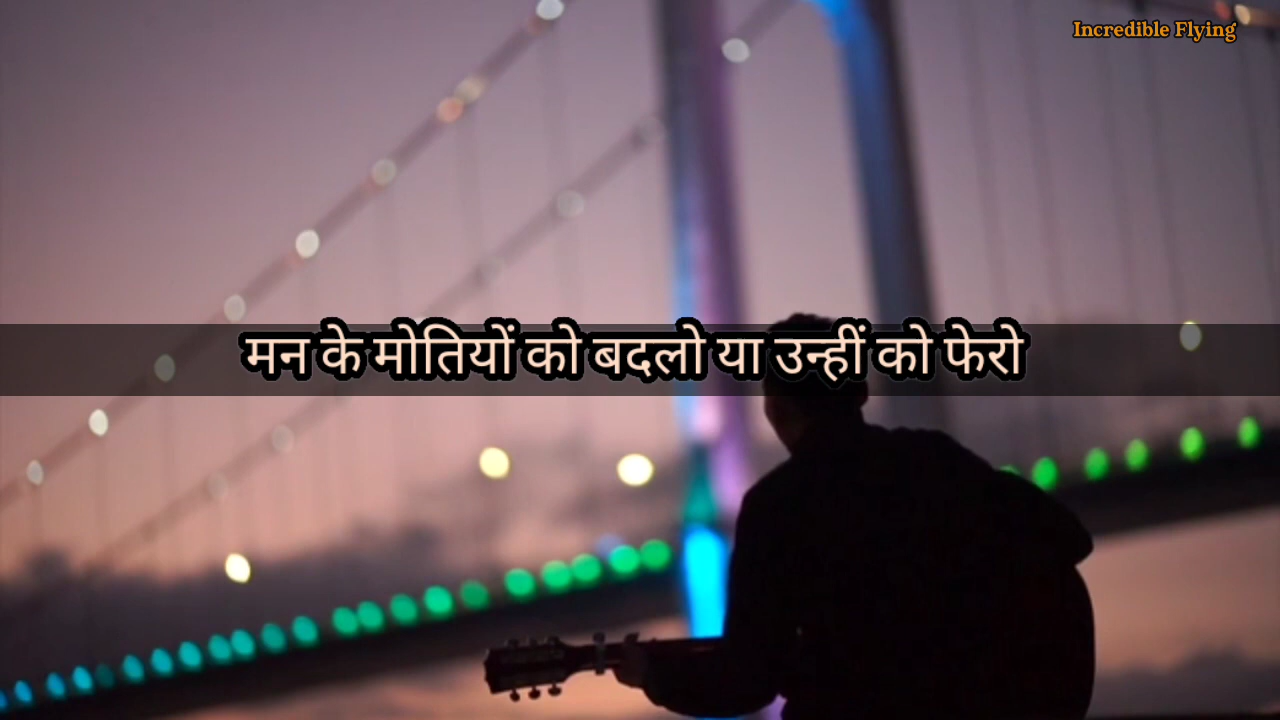 Incredible Flying
मन के मोतियों को बदलो या उन्हीं को फेरो